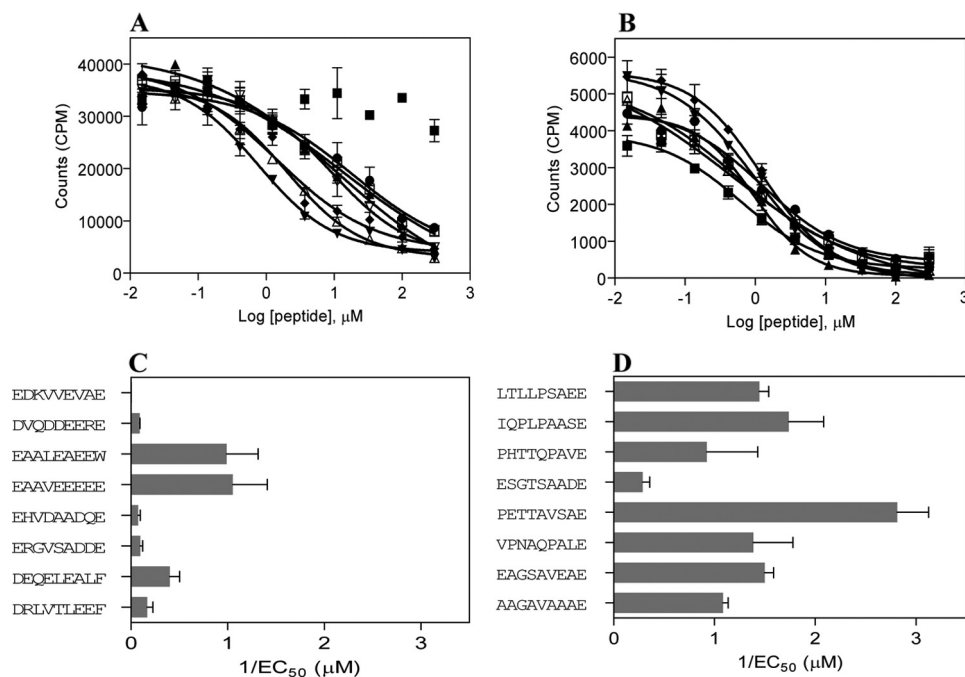 A
40000
30000
20000
10000
0
Counts (CPM)
-2 -1 0 1 2 3
Log [peptide], μM
B
6000
5000
4000
3000
2000
1000
0
Counts (CPM)
-2 -1 0 1 2 3
Log [peptide], μM
C
EDKVVEVAE
DVQDDEERE
EAALEAEEW
EAAVEEEEE
EHVDAADQE
ERGVSADDE
DEQELEALF
DRLVTLEEF
0 1 2 3
1/EC50 (μM)
D
LTLLPSAEE
IQPLPAASE
PHTTQPAVE
ESGTSAADE
PETTAVSAE
VPNAQPALE
EAGSAVEAE
AAGAVAAAE
0 1 2 3
1/EC50 (μM)